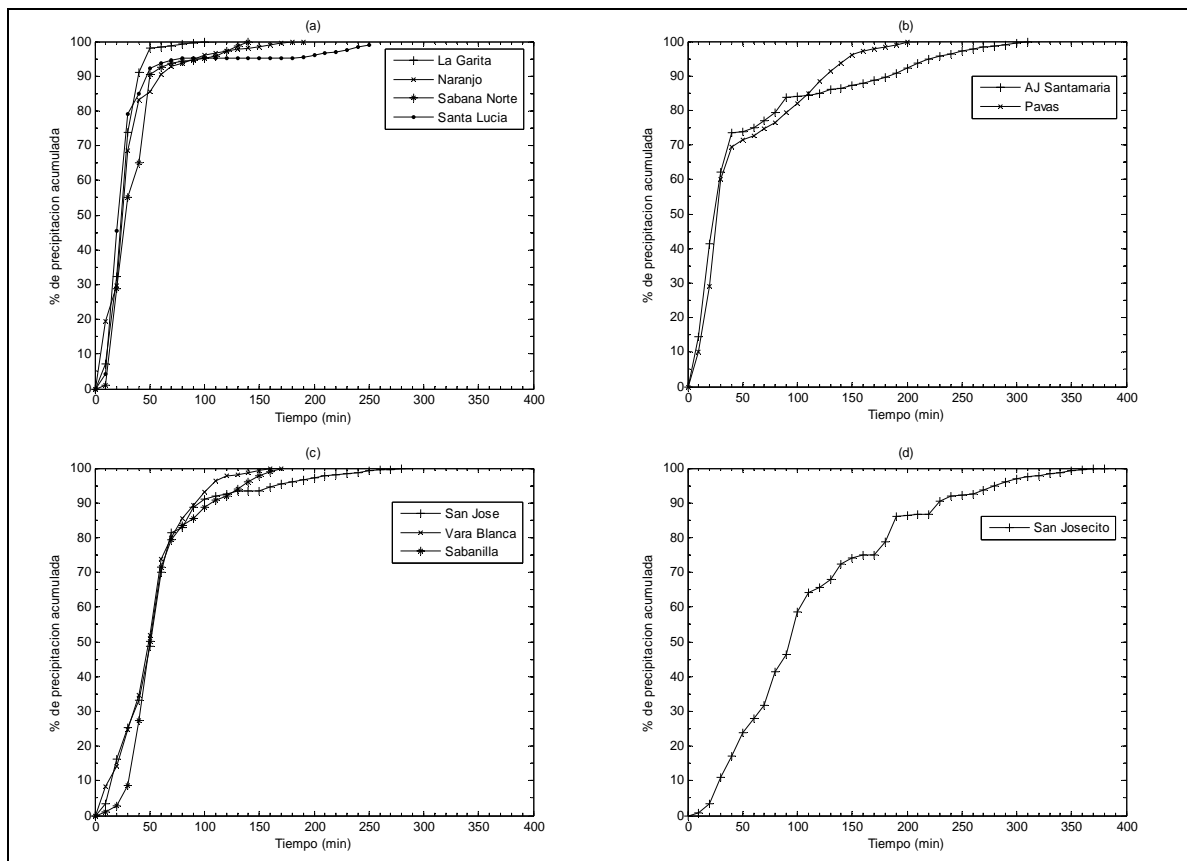 (a)
% de precipitacion acumulada
100
90
80
70
60
50
40
30
20
10
0
0 50 100 150 200 250 300 350 400
Tiempo (min)
La Garita
Naranjo
Sabana Norte
Santa Lucia
(b)
% de precipitacion acumulada
100
90
80
70
60
50
40
30
20
10
0
0 50 100 150 200 250 300 350 400
Tiempo (min)
AJ Santamaria
Pavas
(c)
% de precipitacion acumulada
100
90
80
70
60
50
40
30
20
10
0
0 50 100 150 200 250 300 350 400
Tiempo (min)
San Jose
Vara Blanca
Sabanilla
(d)
% de precipitacion acumulada
100
90
80
70
60
50
40
30
20
10
0
0 50 100 150 200 250 300 350 400
Tiempo (min)
San Josecito